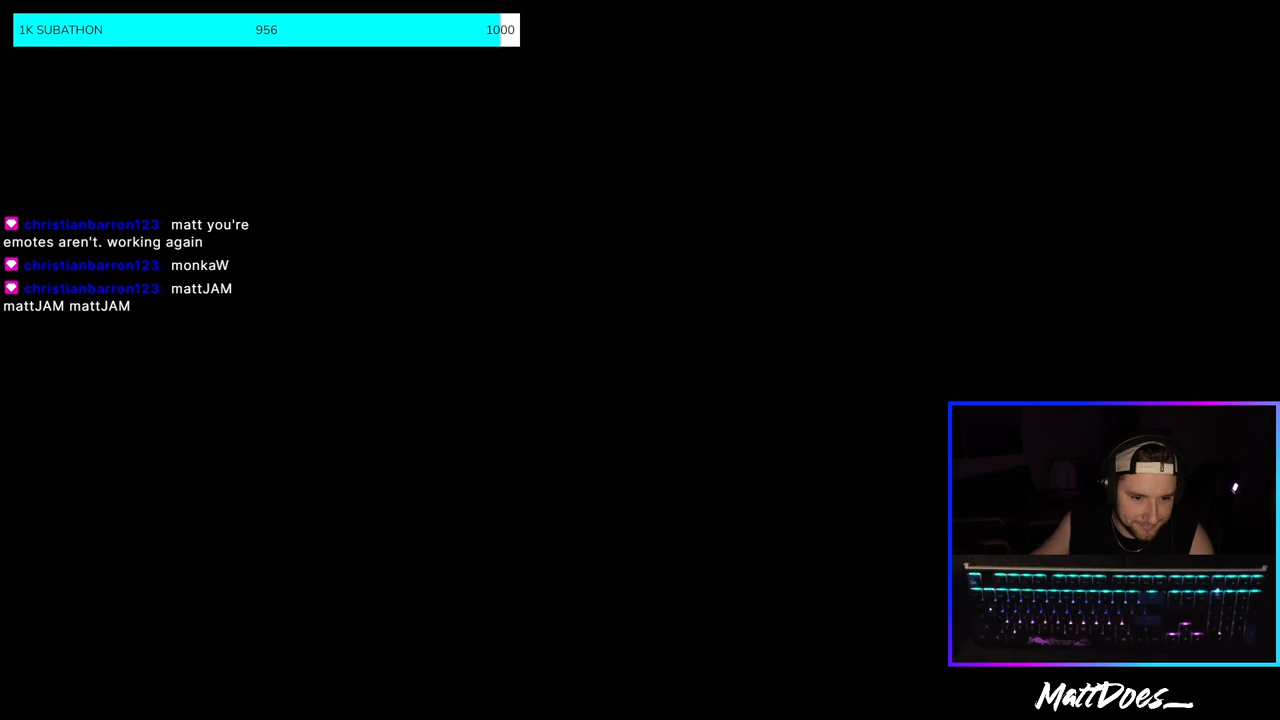 1K SUBATHON 956 1000
christianbarron123 matt you're
emotes aren't. working again
christianbarron123 monkaW
christianbarron123 mattJAM
mattJAM mattJAM
MattDoes_